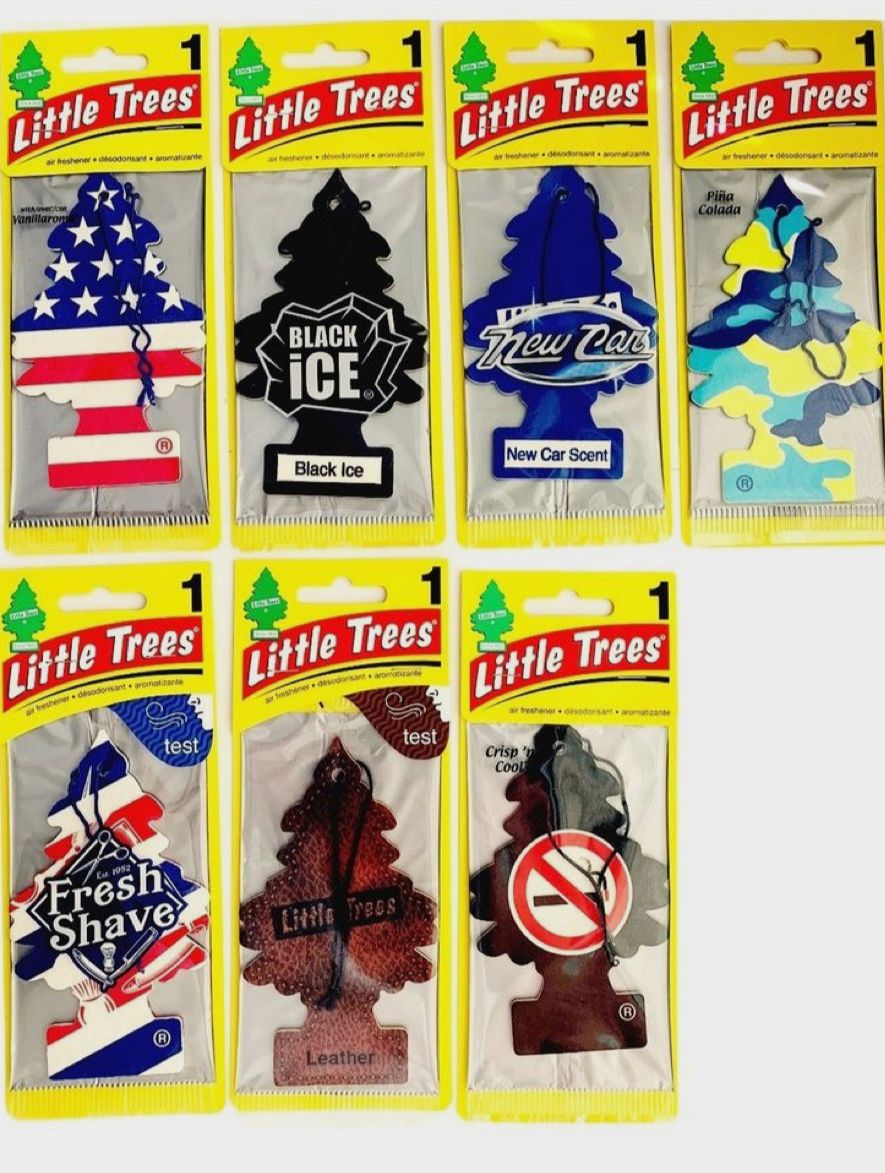 1
Little Trees
air freshener • désodorisant • aromatizante
with/avec/con
Vanillaroma
®
1
Little Trees
air freshener • désodorisant • aromatizante
BLACK
iCE®
Black Ice
1
Little Trees
air freshener • désodorisant • aromatizante
New Car
New Car Scent
1
Little Trees
air freshener • désodorisant • aromatizante
Piña
Colada
®
1
Little Trees
air freshener • désodorisant • aromatizante
test
Est. 1952
Fresh
Shave
®
1
Little Trees
air freshener • désodorisant • aromatizante
test
Little Trees
Leather
1
Little Trees
air freshener • désodorisant • aromatizante
Crisp 'n
Cool
®